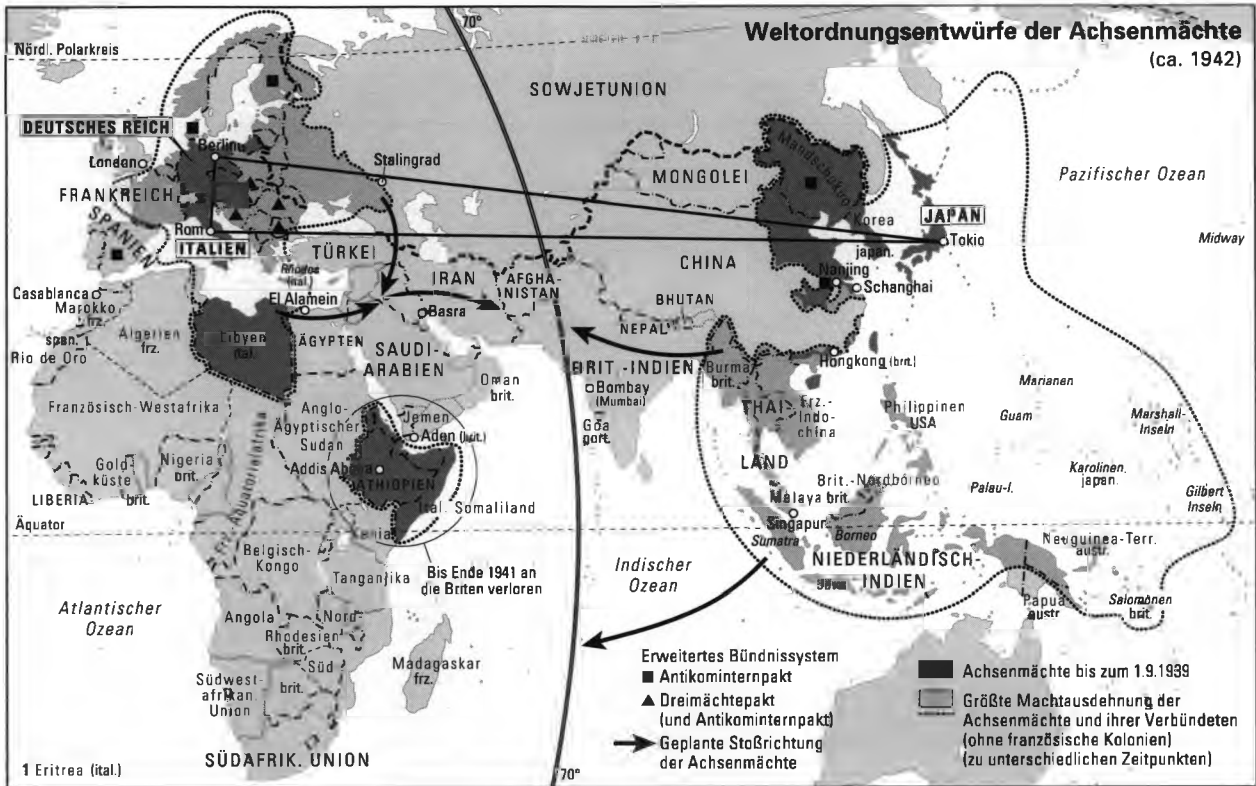 Weltordnungsentwürfe der Achsenmächte
(ca. 1942)
70°
Nördl. Polarkreis
SOWJETUNION
DEUTSCHES REICH
Berlin
London
Stalingrad
FRANKREICH
MONGOLEI
Mandschukuo
Pazifischer Ozean
SPANIEN
Rom
ITALIEN
TÜRKEI
Korea
japan.
JAPAN
Tokio
Midway
Rhodos
(ital.)
CHINA
Nanjing
Schanghai
IRAN
AFGHA-
NISTAN
Casablanca
Marokko
frz.
El Alamein
Basra
BHUTAN
NEPAL
Algerien
frz.
Libyen
(ital.)
ÄGYPTEN
span.
Rio de Oro
SAUDI-
ARABIEN
BRIT.-INDIEN
Burma
brit.
Hongkong (brit.)
Oman
brit.
Bombay
(Mumbai)
Marianen
Französisch-Westafrika
Anglo-
Ägyptischer
Sudan
Jemen
Aden (brit.)
Goa
port.
THAI-
LAND
Frz.-
Indo-
china
Philippinen
USA
Guam
Marshall-
Inseln
Gold-
küste
brit.
Nigeria
brit.
Addis Abeba
ÄTHIOPIEN
LIBERIA
Frz.-Äquatorialafrika
Ital. Somaliland
Brit.-Nordborneo
Malaya brit.
Palau-I.
Karolinen
japan.
Gilbert
Inseln
Äquator
Kenia
Singapur
Sumatra
Borneo
Belgisch-
Kongo
Indischer
Ozean
NIEDERLÄNDISCH-
INDIEN
Neuguinea-Terr.
austr.
Tanganjika
Bis Ende 1941 an
die Briten verloren
Java
Papua
austr.
Salomonen
brit.
Atlantischer
Ozean
Angola
Nord-
Rhodesien
brit.
Süd
brit.
Madagaskar
frz.
Südwest-
afrikan.
Union
SÜDAFRIK. UNION
1 Eritrea (ital.)
70°
Erweitertes Bündnissystem
Antikominternpakt
Dreimächtepakt
(und Antikominternpakt)
Geplante Stoßrichtung
der Achsenmächte
Achsenmächte bis zum 1.9.1939
Größte Machtausdehnung der
Achsenmächte und ihrer Verbündeten
(ohne französische Kolonien)
(zu unterschiedlichen Zeitpunkten)